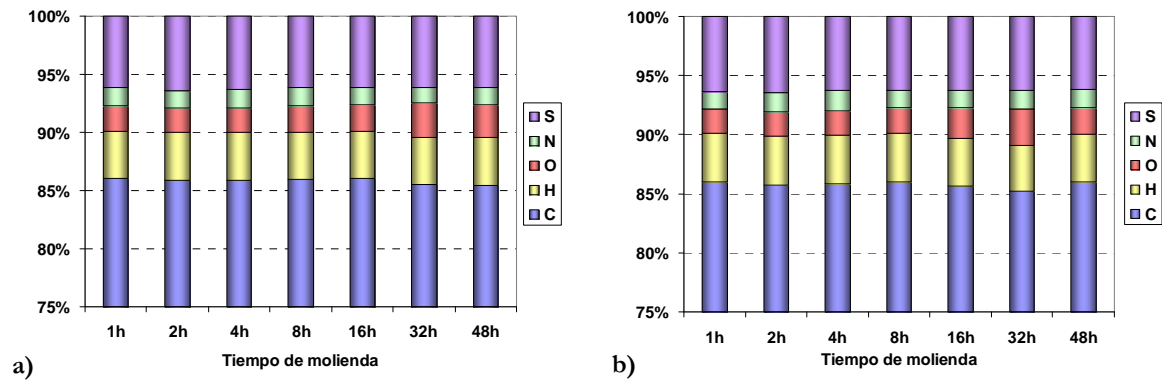 100%
95%
90%
85%
80%
75%
1h 2h 4h 8h 16h 32h 48h
Tiempo de molienda
S
N
O
H
C
a)
100%
95%
90%
85%
80%
75%
1h 2h 4h 8h 16h 32h 48h
Tiempo de molienda
S
N
O
H
C
b)